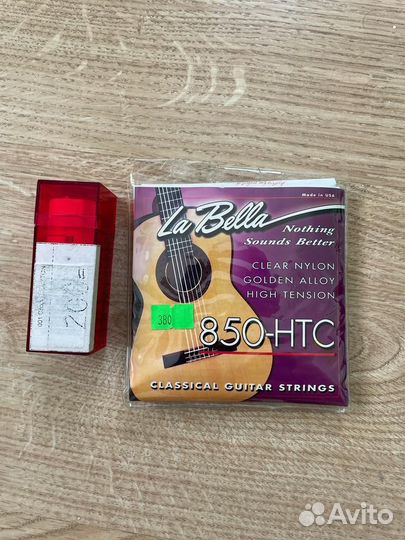 La Bella
Made in USA
Nothing
Sounds Better
CLEAR NYLON
GOLDEN ALLOY
HIGH TENSION
380
850-HTC
CLASSICAL GUITAR STRINGS
Avito